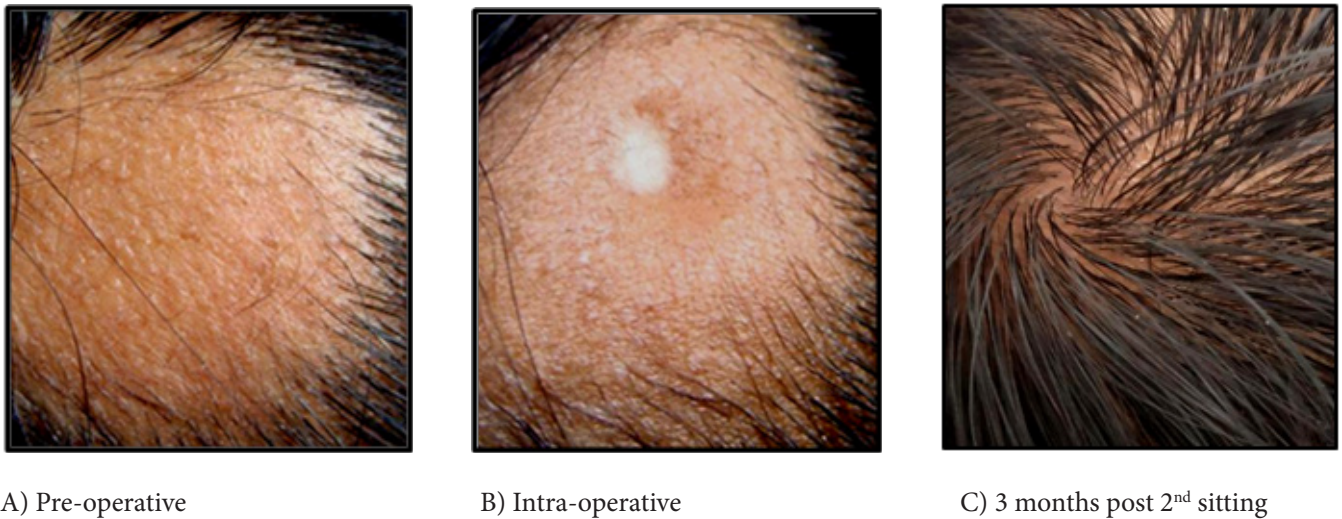 A) Pre-operative
B) Intra-operative
C) 3 months post 2nd sitting